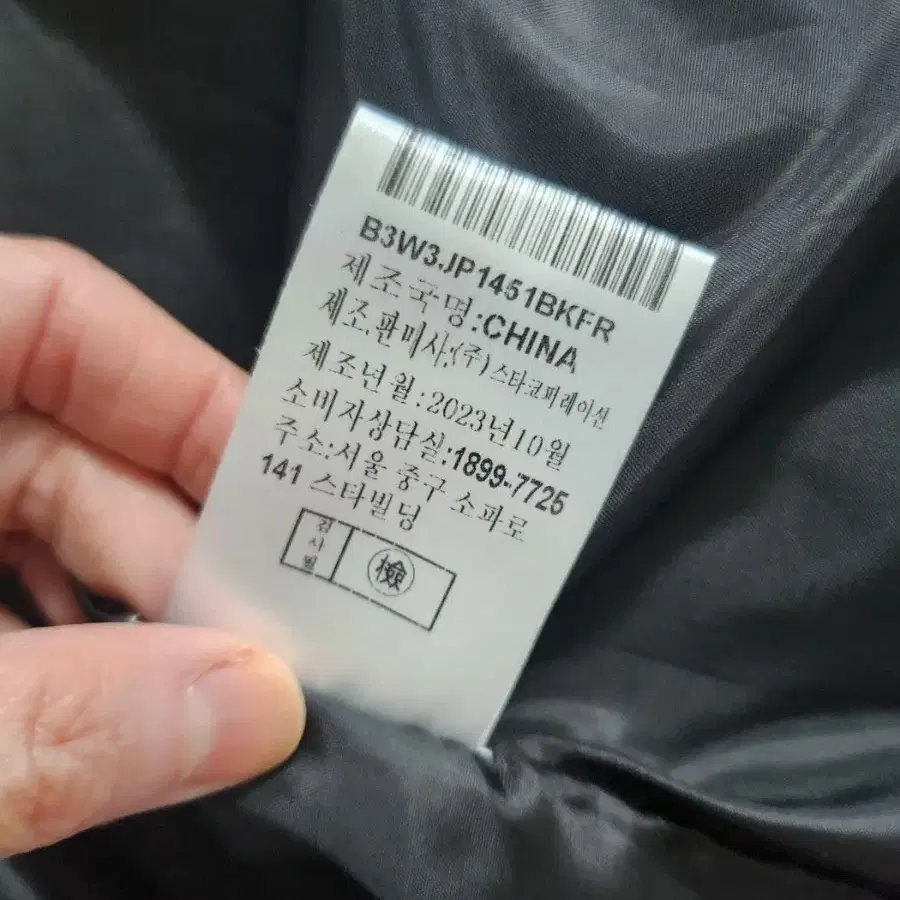 B3W3JP1451BKFR
제조국명:CHINA
제조,판미사:(주)스타코퍼레이션
제조년월:2023년10월
소비자상담실:1899-7725
주소:서울 중구 소파로
141 스타빌딩
검사필
檢